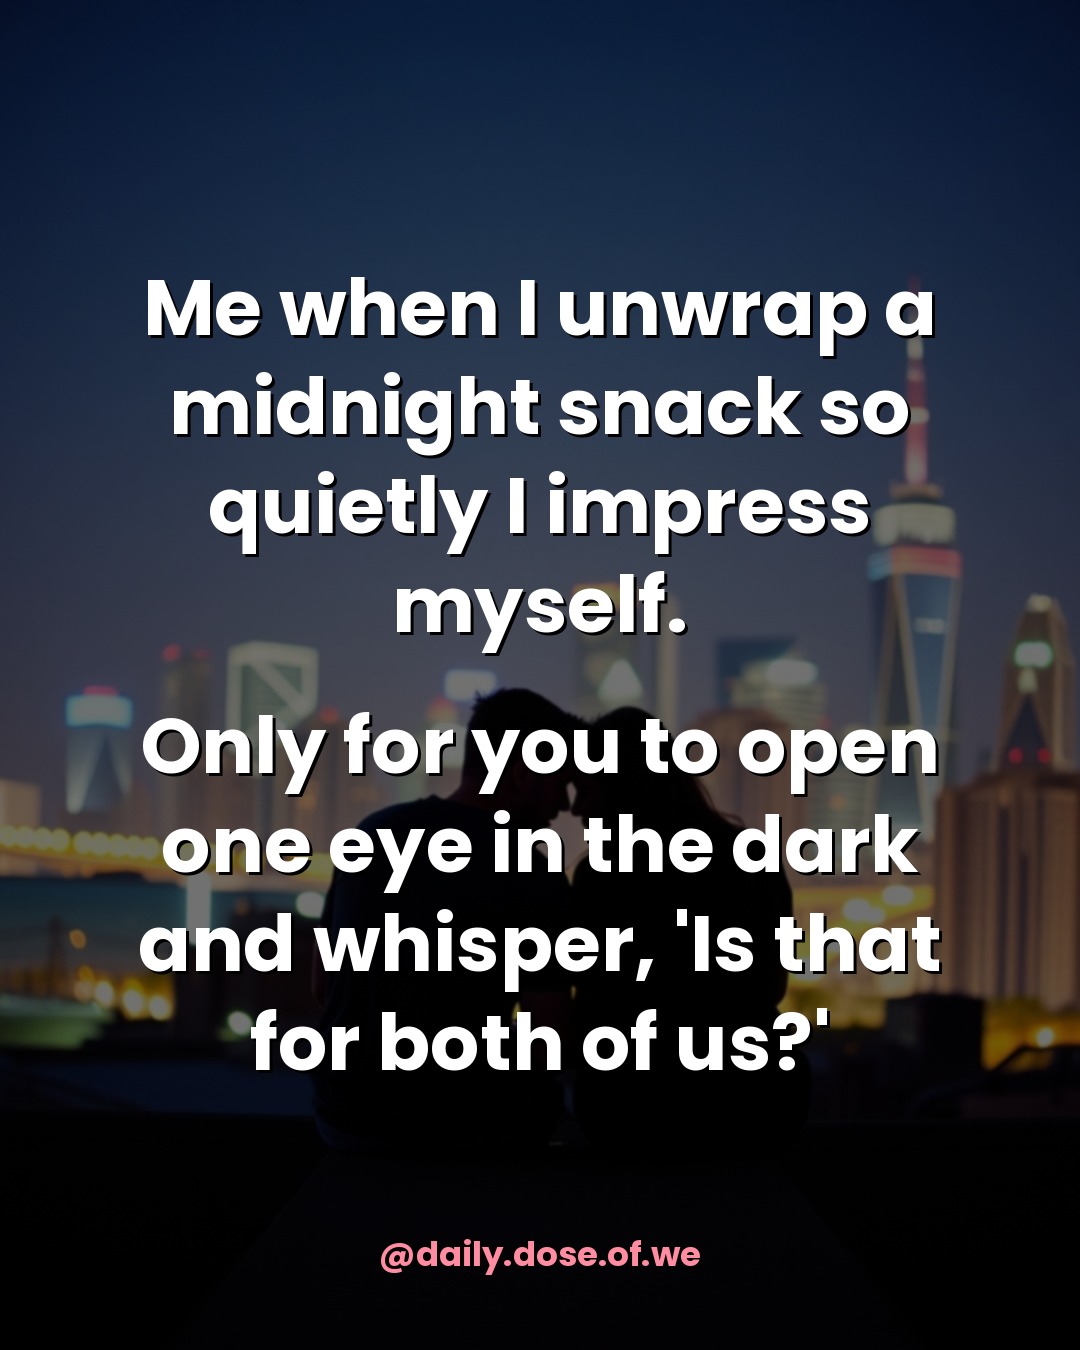 Me when I unwrap a
midnight snack so
quietly I impress
myself.
Only for you to open
one eye in the dark
and whisper, 'Is that
for both of us?'
@daily.dose.of.we